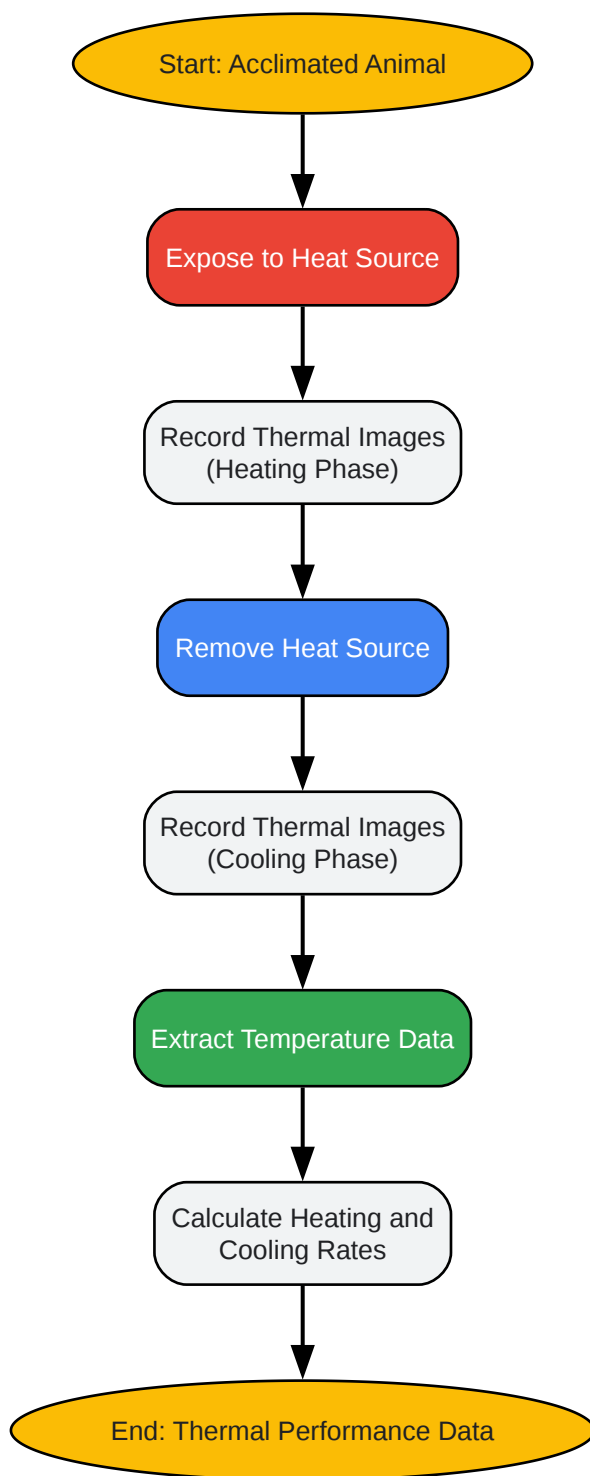 Start: Acclimated Animal
Expose to Heat Source
Record Thermal Images
(Heating Phase)
Remove Heat Source
Record Thermal Images
(Cooling Phase)
Extract Temperature Data
Calculate Heating and
Cooling Rates
End: Thermal Performance Data